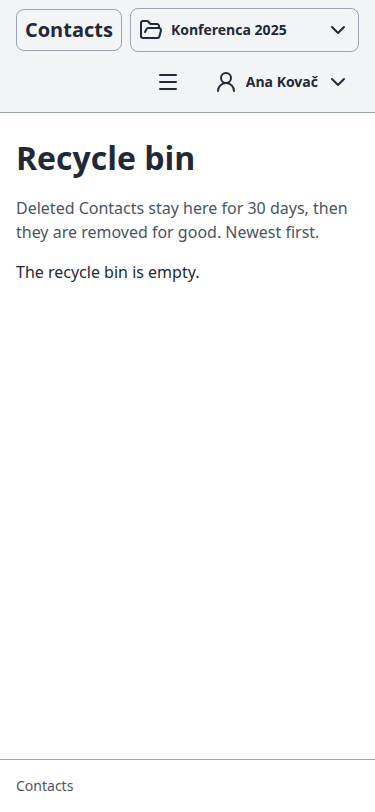 Contacts
Konferenca 2025
Ana Kovač
Recycle bin
Deleted Contacts stay here for 30 days, then
they are removed for good. Newest first.
The recycle bin is empty.
Contacts